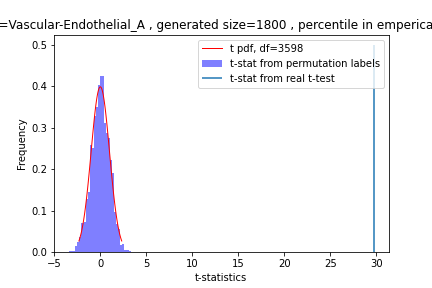 =Vascular-Endothelial_A , generated size=1800 , percentile in emperica
t pdf, df=3598
t-stat from permutation labels
t-stat from real t-test
Frequency
0.5
0.4
0.3
0.2
0.1
0.0
-5 0 5 10 15 20 25 30
t-statistics